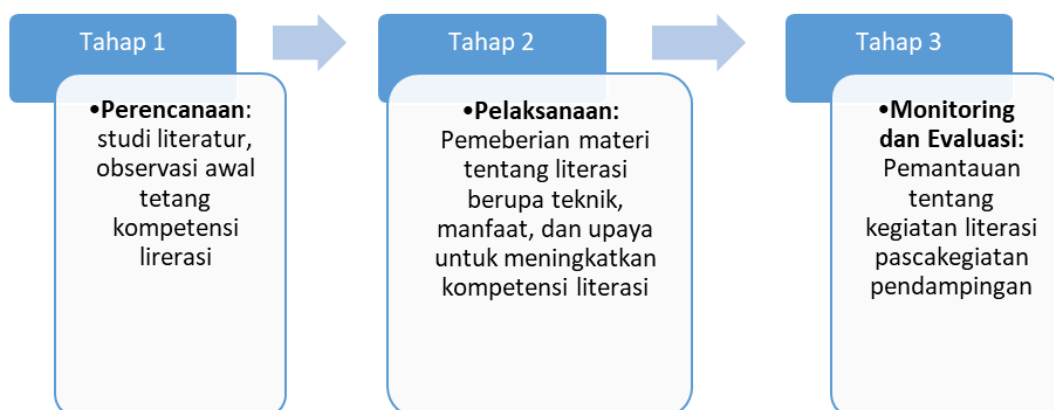 Tahap 1
•Perencanaan:
studi literatur,
observasi awal
tetang
kompetensi
lirerasi
Tahap 2
•Pelaksanaan:
Pemeberian materi
tentang literasi
berupa teknik,
manfaat, dan upaya
untuk meningkatkan
kompetensi literasi
Tahap 3
•Monitoring
dan Evaluasi:
Pemantauan
tentang
kegiatan literasi
pascakegiatan
pendampingan